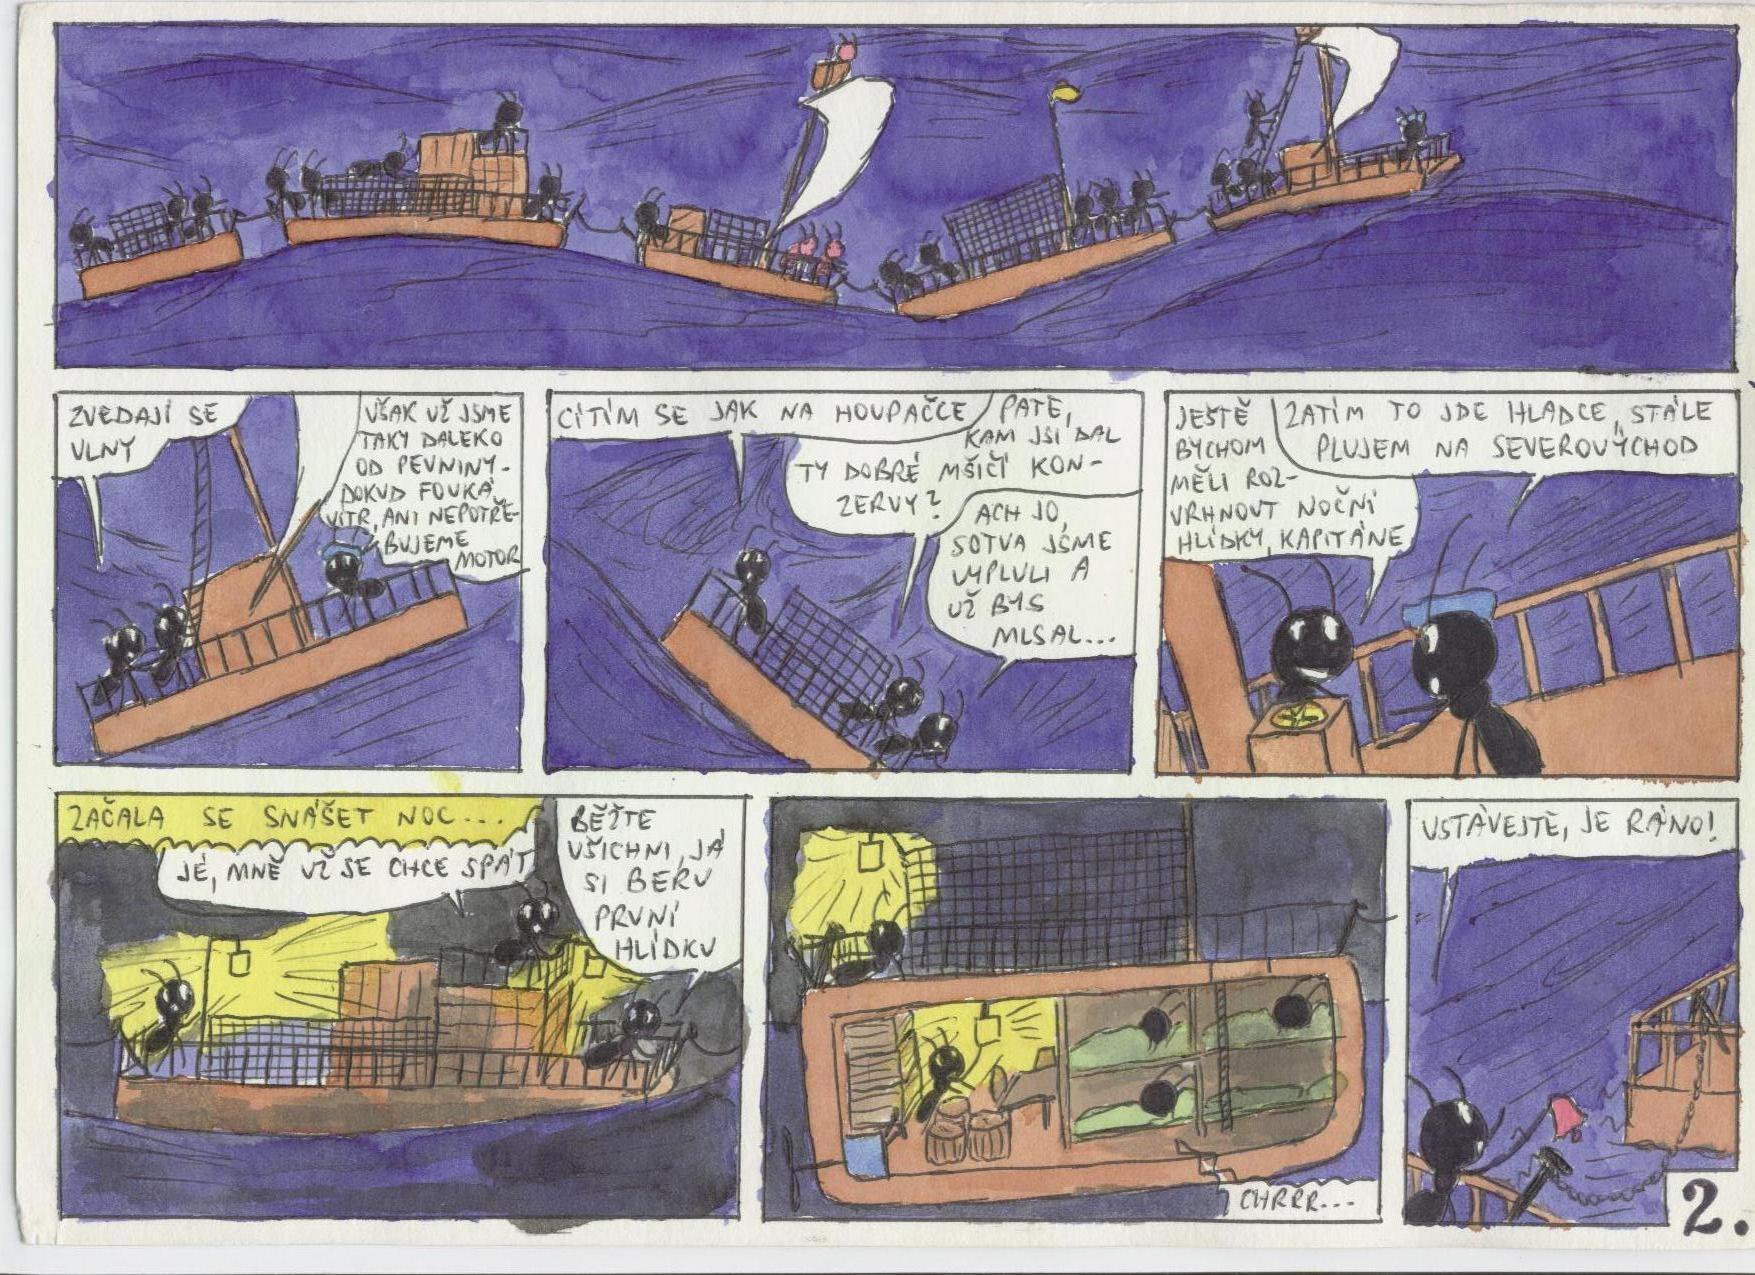 ZVEDAJÍ SE
VLNY
VŠAK UŽ JSME
TAKY DALEKO
OD PEVNINY.
DOKUD FOUKÁ
VÍTR, ANI NEPOTŘE-
BUJEME
MOTOR
CÍTÍM SE JAK NA HOUPAČCE
PATE,
KAM JSI DAL
TY DOBRÉ MŠIČÍ KON-
ZERVY?
ACH JO,
SOTVA JSME
VYPLULI A
UŽ BYS
MLSAL...
JEŠTĚ
BYCHOM
MĚLI ROZ-
VRHNOUT NOČNÍ
HLÍDKY, KAPITÁNE
ZATÍM TO JDE HLADCE, STÁLE
PLUJEM NA SEVEROVÝCHOD
ZAČALA SE SNÁŠET NOC...
JÉ, MNĚ UŽ SE CHCE SPÁT
BĚŽTE
VŠICHNI, JÁ
SI BERU
PRVNÍ
HLÍDKU
CHRRR...
VSTÁVEJTE, JE RÁNO!
2.